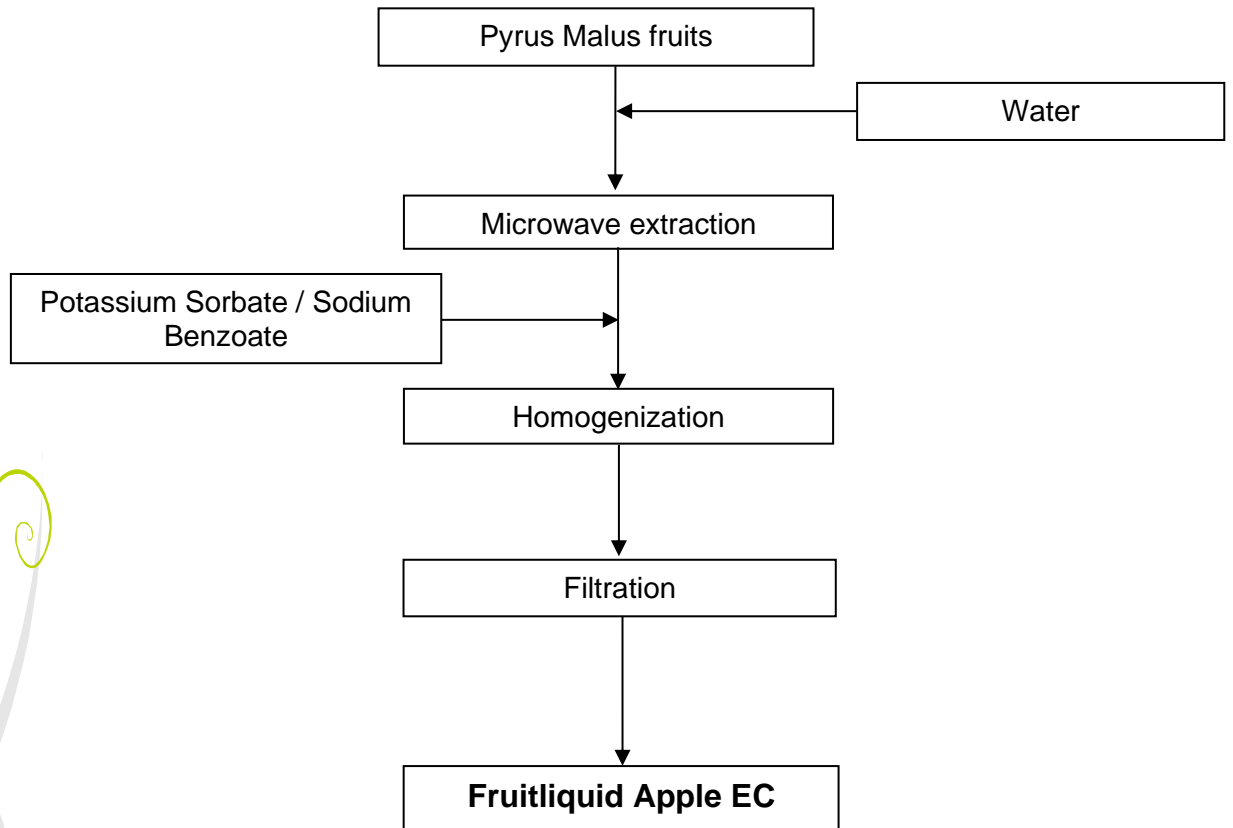 Pyrus Malus fruits
Water
Microwave extraction
Potassium Sorbate / Sodium
Benzoate
Homogenization
Filtration
Fruitliquid Apple EC